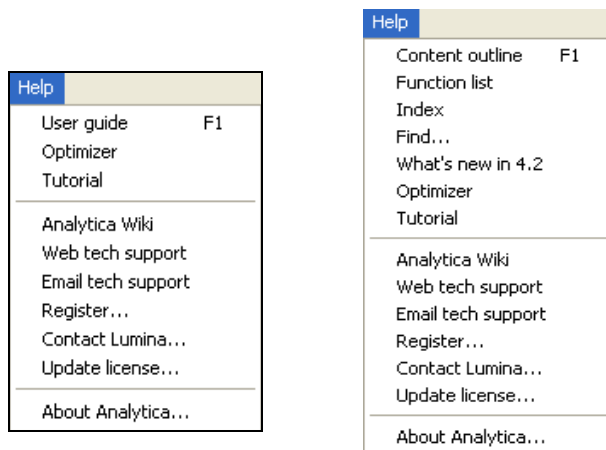 Help
User guide F1
Optimizer
Tutorial
Analytica Wiki
Web tech support
Email tech support
Register...
Contact Lumina...
Update license...
About Analytica...
Help
Content outline F1
Function list
Index
Find...
What's new in 4.2
Optimizer
Tutorial
Analytica Wiki
Web tech support
Email tech support
Register...
Contact Lumina...
Update license...
About Analytica...